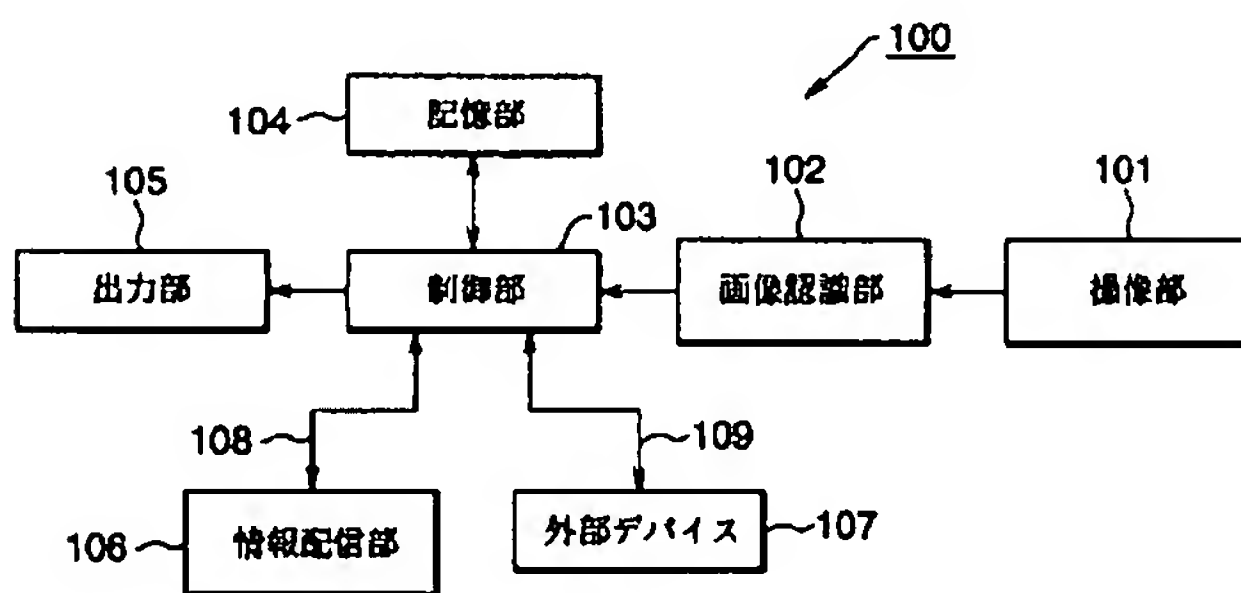 100
104
記憶部
105
102
101
103
出力部
制御部
画像認識部
撮像部
108
109
106
情報配信部
外部デバイス
107